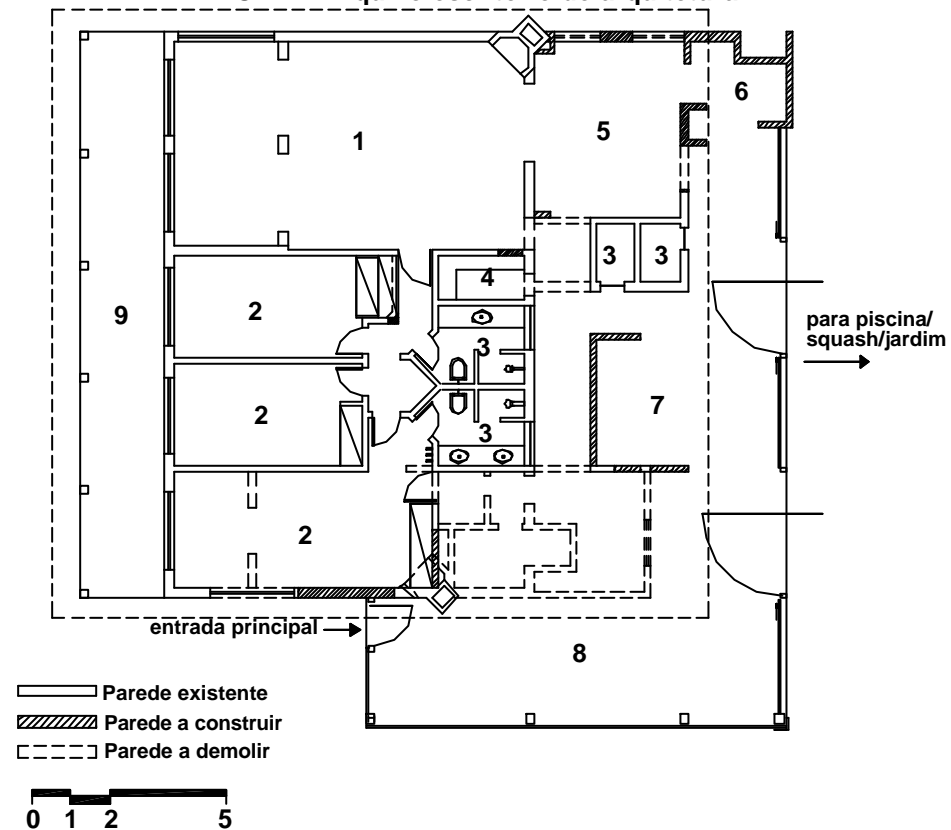 1
5
6
3
3
4
2
9
3
para piscina/
squash/jardim
2
7
3
2
entrada principal
8
Parede existente
Parede a construir
Parede a demolir
0 1 2 5